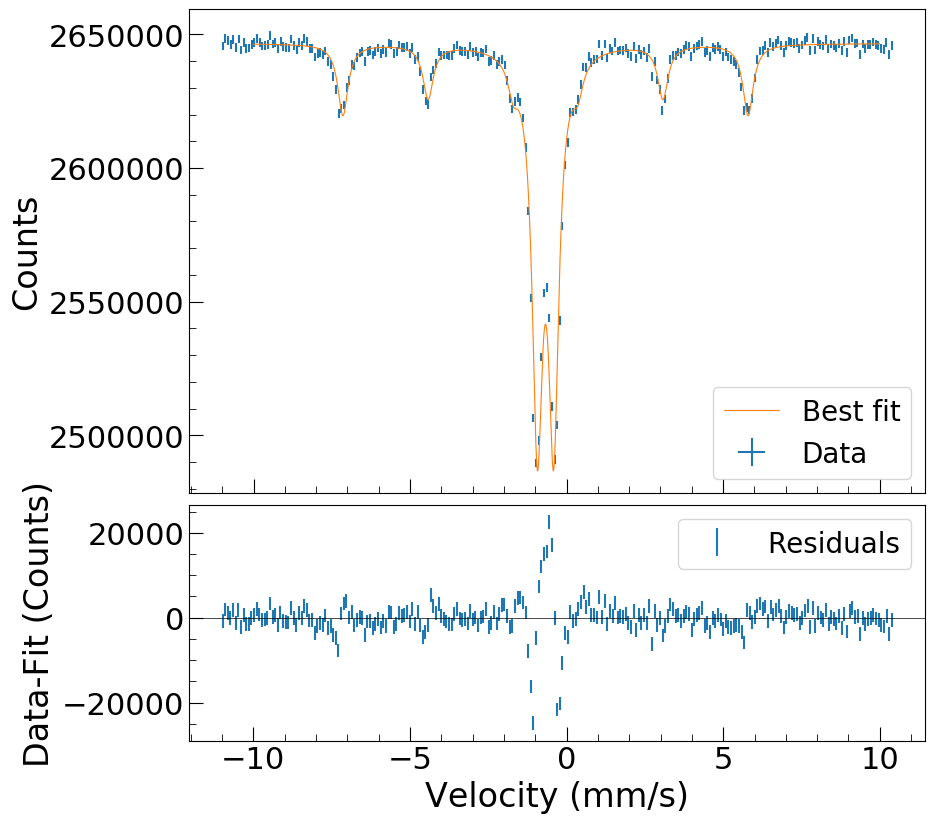 2650000
2600000
2550000
2500000
Counts
Best fit
Data
20000
0
−20000
Data-Fit (Counts)
Residuals
−10
−5
0
5
10
Velocity (mm/s)